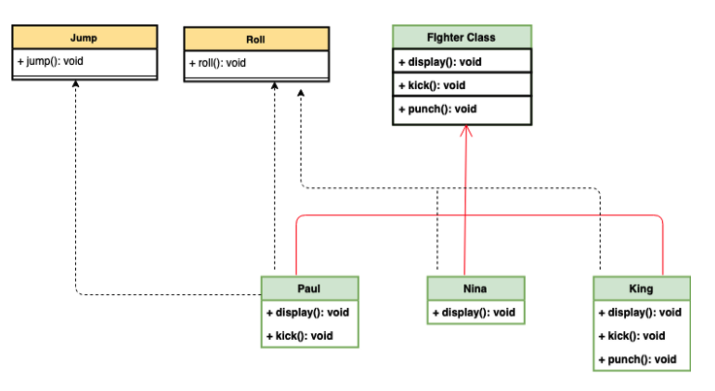 Jump
+ jump(): void
Roll
+ roll(): void
FIghter Class
+ display(): void
+ kick(): void
+ punch(): void
Paul
+ display(): void
+ kick(): void
Nina
+ display(): void
King
+ display(): void
+ kick(): void
+ punch(): void